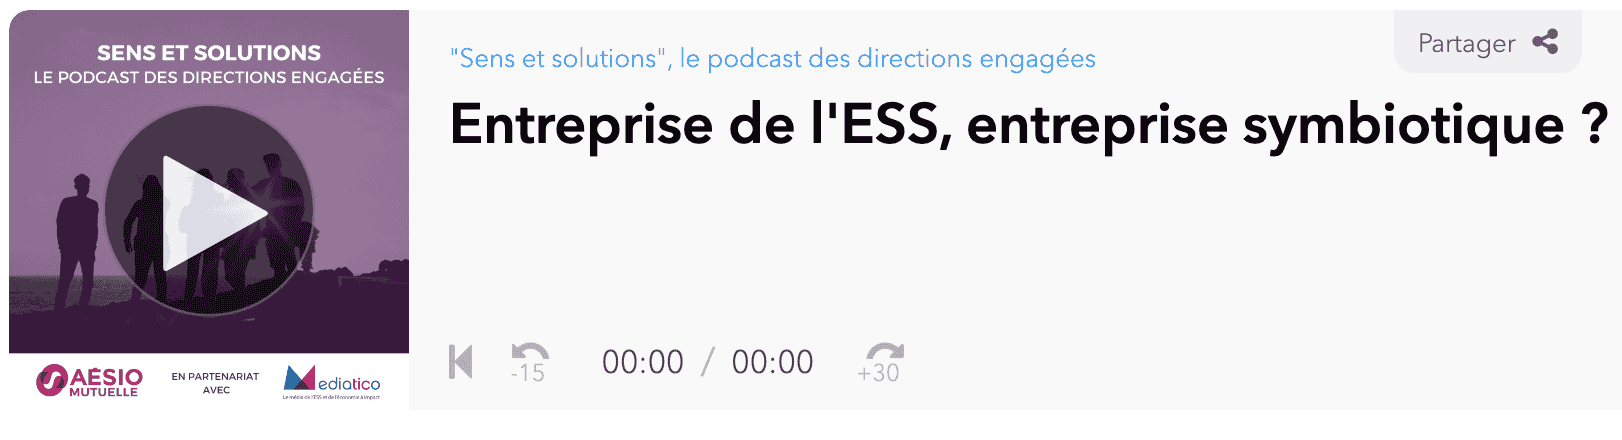 SENS ET SOLUTIONS
LE PODCAST DES DIRECTIONS ENGAGÉES
AÉSIO
MUTUELLE
EN PARTENARIAT
AVEC
Mediatico
Le média de l'ESS et de l'économie à impact
"Sens et solutions", le podcast des directions engagées
Partager
Entreprise de l'ESS, entreprise symbiotique ?
-15
00:00 / 00:00
+30